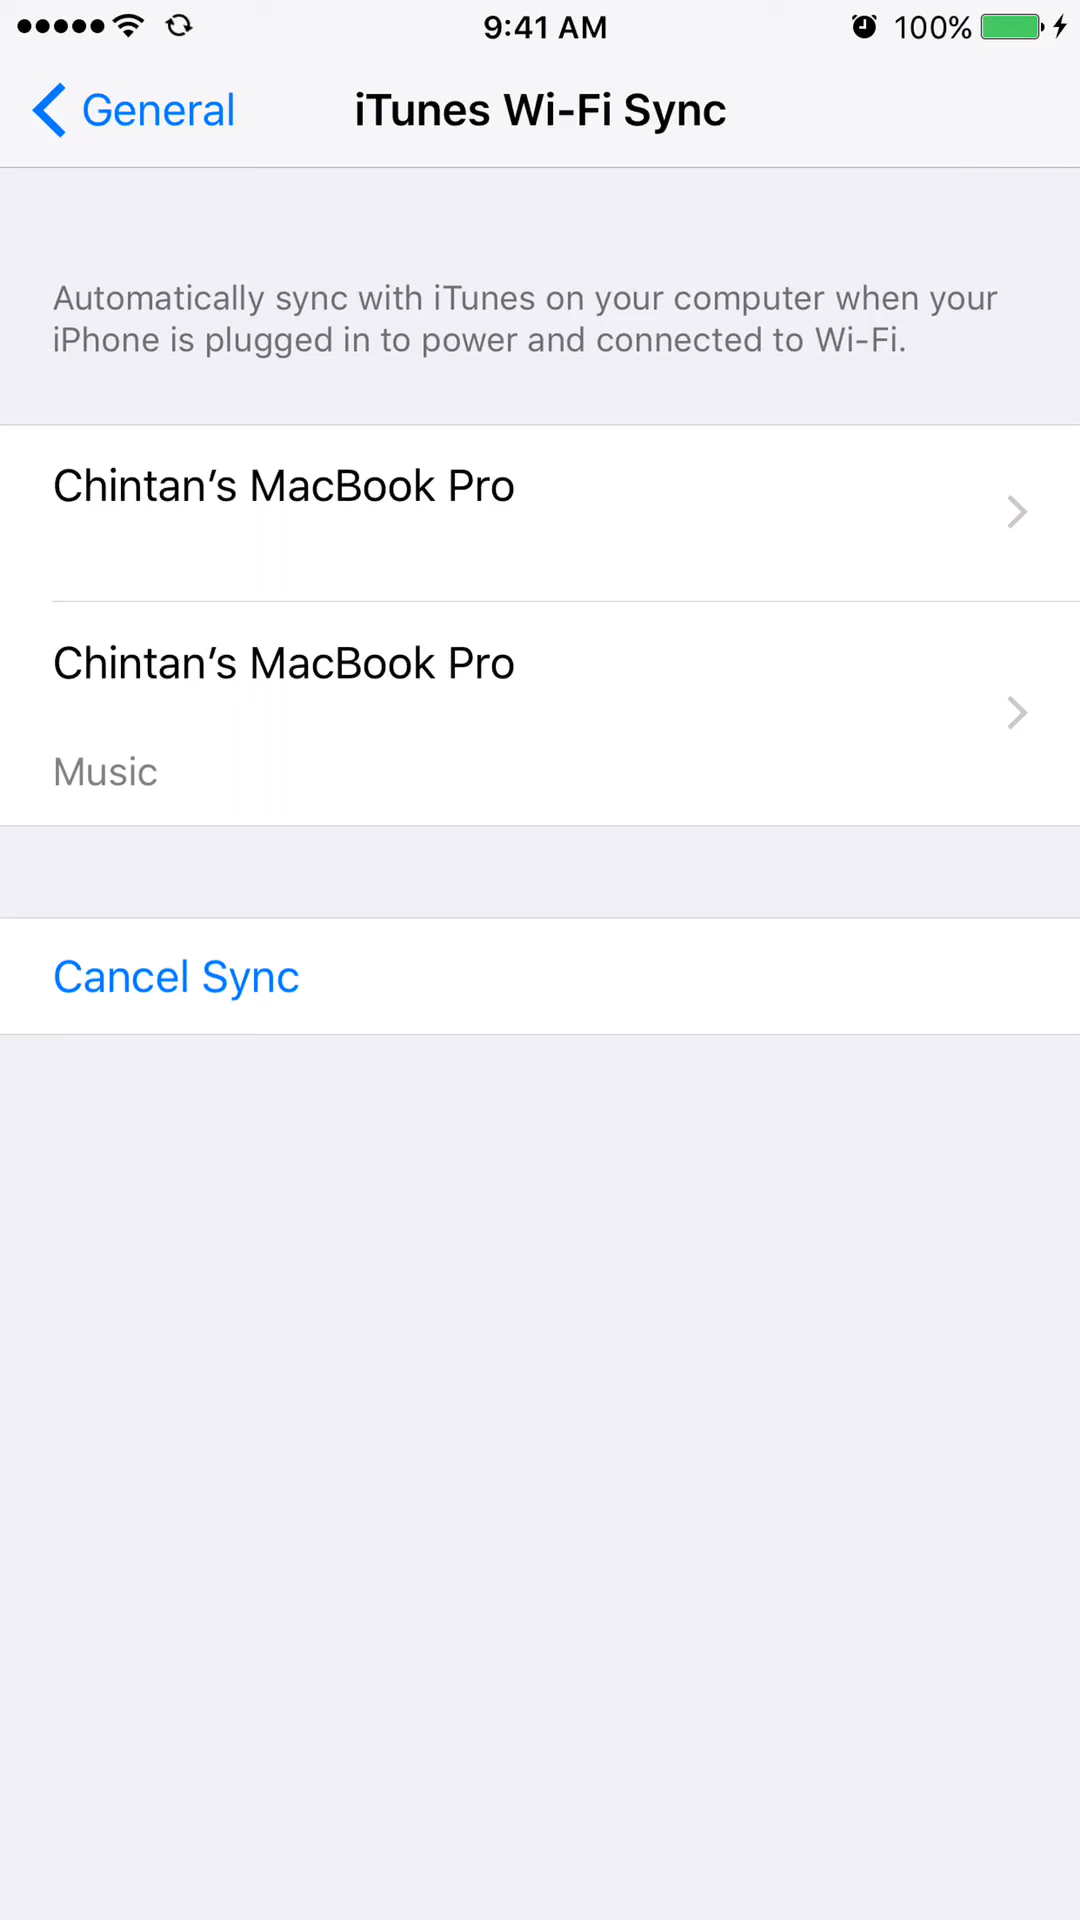 9:41 AM
100%
General
iTunes Wi-Fi Sync
Automatically sync with iTunes on your computer when your
iPhone is plugged in to power and connected to Wi-Fi.
Chintan’s MacBook Pro
Chintan’s MacBook Pro
Music
Cancel Sync